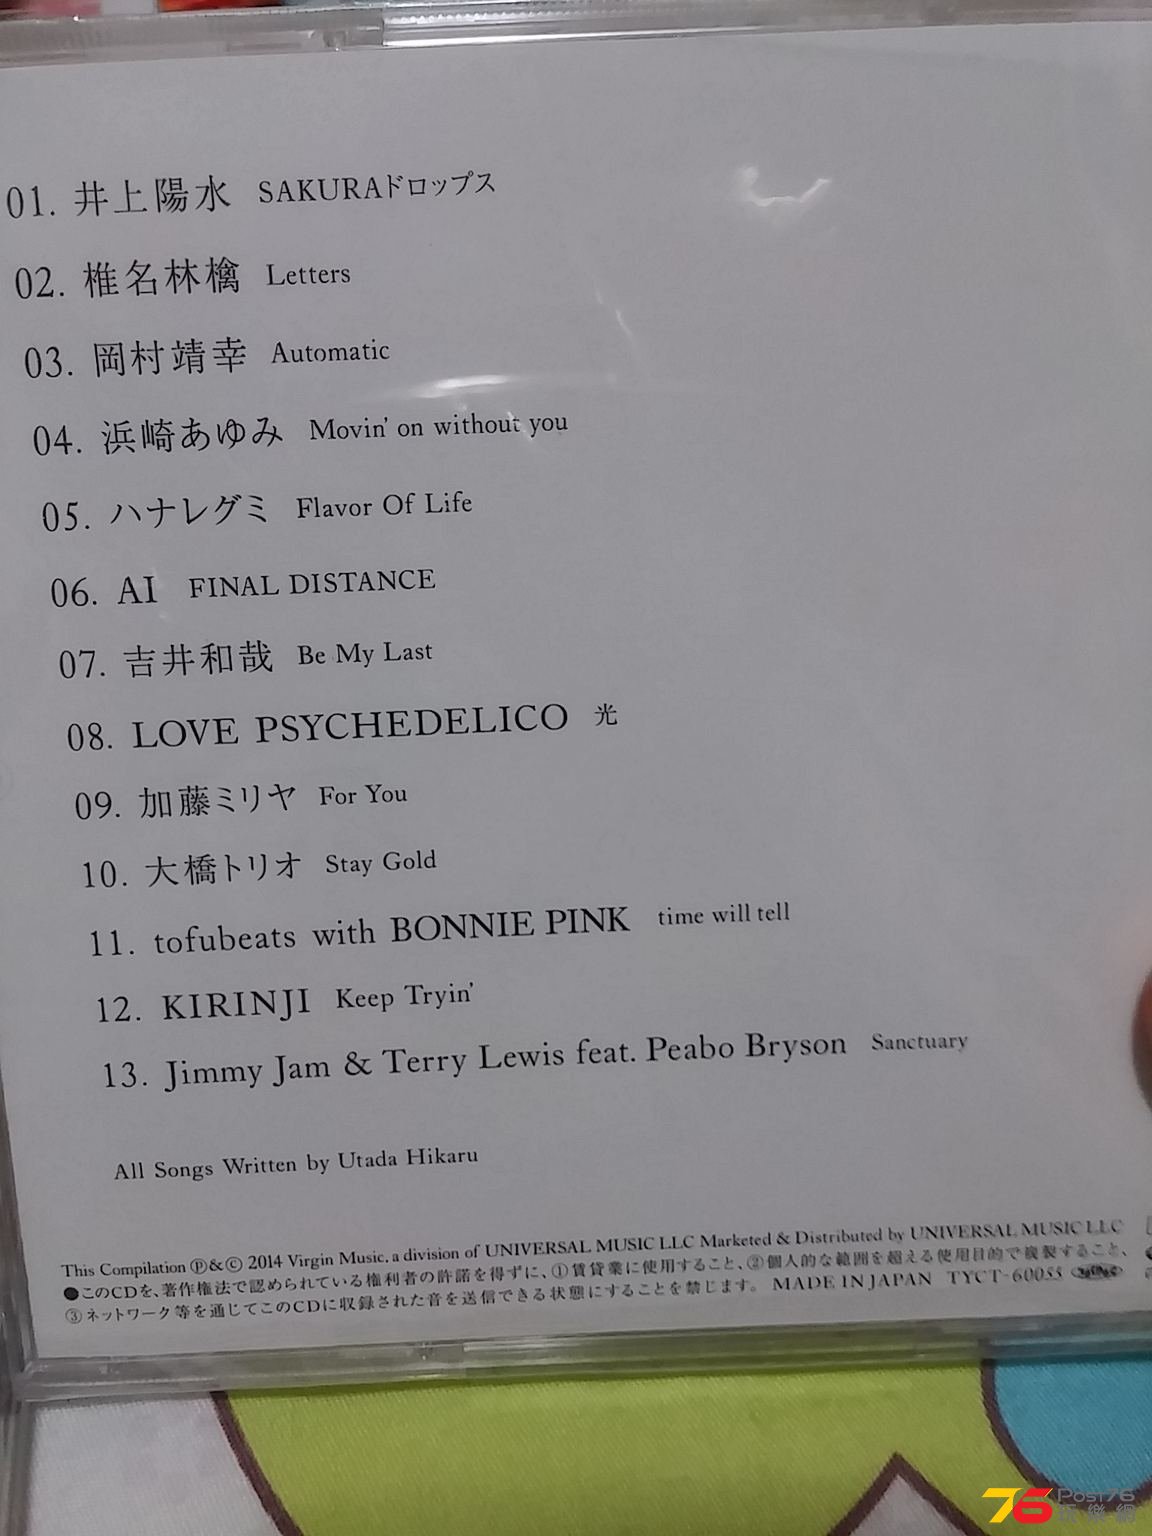 01. 井上陽水 SAKURAドロップス
02. 椎名林檎 Letters
03. 岡村靖幸 Automatic
04. 浜崎あゆみ Movin' on without you
05. ハナレグミ Flavor Of Life
06. AI FINAL DISTANCE
07. 吉井和哉 Be My Last
08. LOVE PSYCHEDELICO 光
09. 加藤ミリヤ For You
10. 大橋トリオ Stay Gold
11. tofubeats with BONNIE PINK time will tell
12. KIRINJI Keep Tryin'
13. Jimmy Jam & Terry Lewis feat. Peabo Bryson Sanctuary
All Songs Written by Utada Hikaru
This Compilation Ⓟ&Ⓒ 2014 Virgin Music, a division of UNIVERSAL MUSIC LLC Marketed & Distributed by UNIVERSAL MUSIC LLC
●このCDを、著作権法で認められている権利者の許諾を得ずに、①賃貸業に使用すること、②個人的な範囲を超える使用目的で複製すること、
③ネットワーク等を通じてこのCDに収録された音を送信できる状態にすることを禁じます。 MADE IN JAPAN TYCT-60055
76 Post76
玩樂網